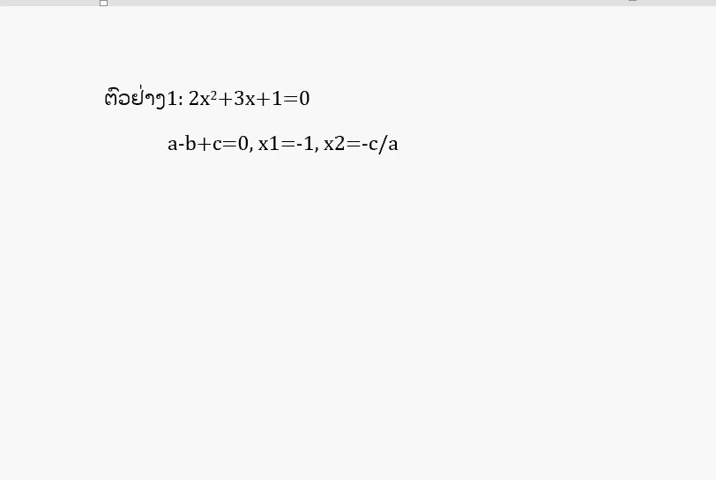 ຕົວຢ່າງ1: 2x²+3x+1=0
a-b+c=0, x1=-1, x2=-c/a